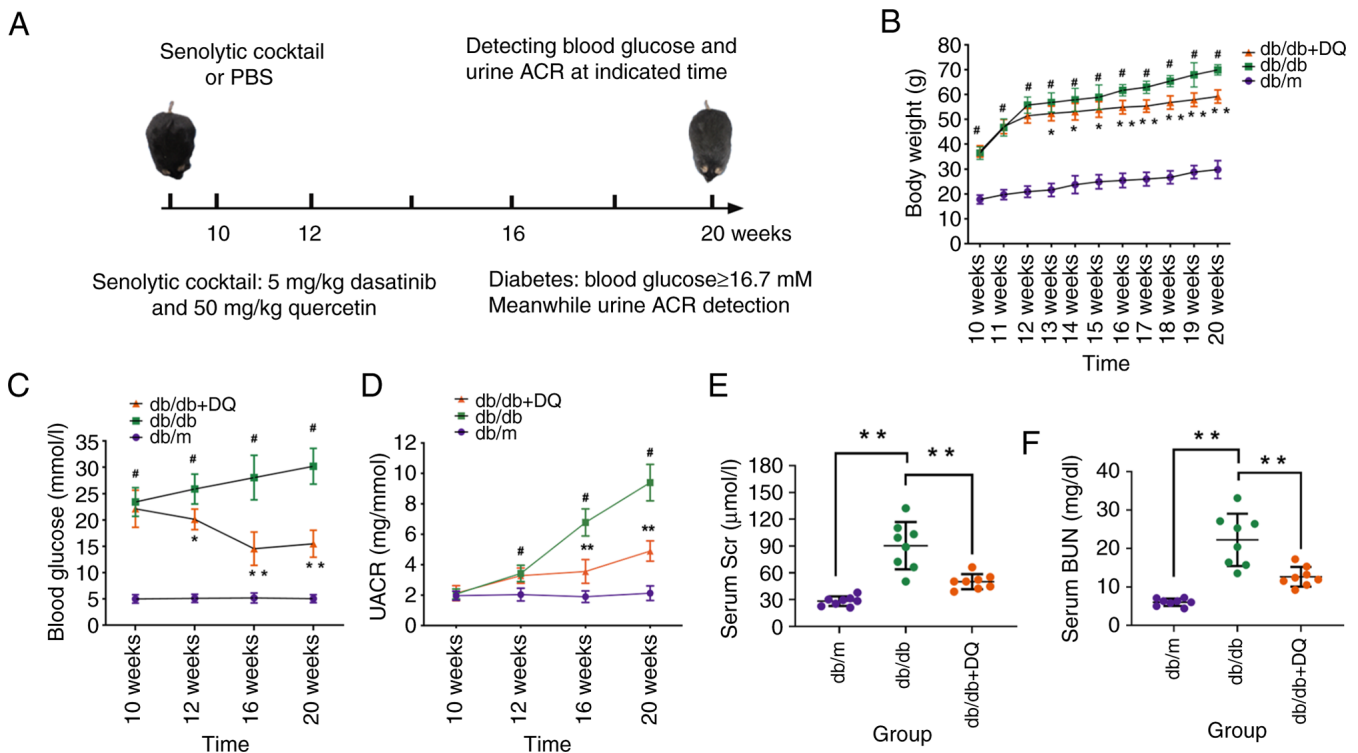 A
Senolytic cocktail
or PBS
Detecting blood glucose and
urine ACR at indicated time
10
12
16
20 weeks
Senolytic cocktail: 5 mg/kg dasatinib
and 50 mg/kg quercetin
Diabetes: blood glucose≥16.7 mM
Meanwhile urine ACR detection
B
db/db+DQ
db/db
db/m
Body weight (g)
80
70
60
50
40
30
20
10
0
# # # # # # # # # # #
* * * ** ** ** ** **
10 weeks
11 weeks
12 weeks
13 weeks
14 weeks
15 weeks
16 weeks
17 weeks
18 weeks
19 weeks
20 weeks
Time
C
db/db+DQ
db/db
db/m
Blood glucose (mmol/l)
35
30
25
20
15
10
5
0
# # # #
* ** **
10 weeks
12 weeks
16 weeks
20 weeks
Time
D
db/db+DQ
db/db
db/m
UACR (mg/mmol)
12
10
8
6
4
2
0
# # #
** **
10 weeks
12 weeks
16 weeks
20 weeks
Time
E
** **
Serum Scr (μmol/l)
180
150
120
90
60
30
0
db/m
db/db
db/db+DQ
Group
F
** **
Serum BUN (mg/dl)
40
30
20
10
0
db/m
db/db
db/db+DQ
Group